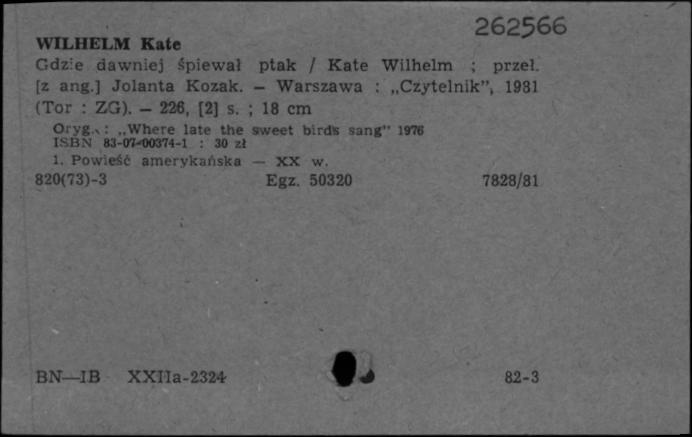 262566
WILHELM Kate
Gdzie dawniej śpiewał ptak / Kate Wilhelm ; przeł.
[z ang.] Jolanta Kozak. — Warszawa : „Czytelnik”, 1981
(Tor : ZG). — 226, [2] s. ; 18 cm
Oryg. : „Where late the sweet birds sang” 1976
ISBN 83-07-00374-1 : 30 zł
1. Powieść amerykańska — XX w.
820(73)-3 Egz. 50320 7828/81
BN—IB XXIIa-2324 82-3